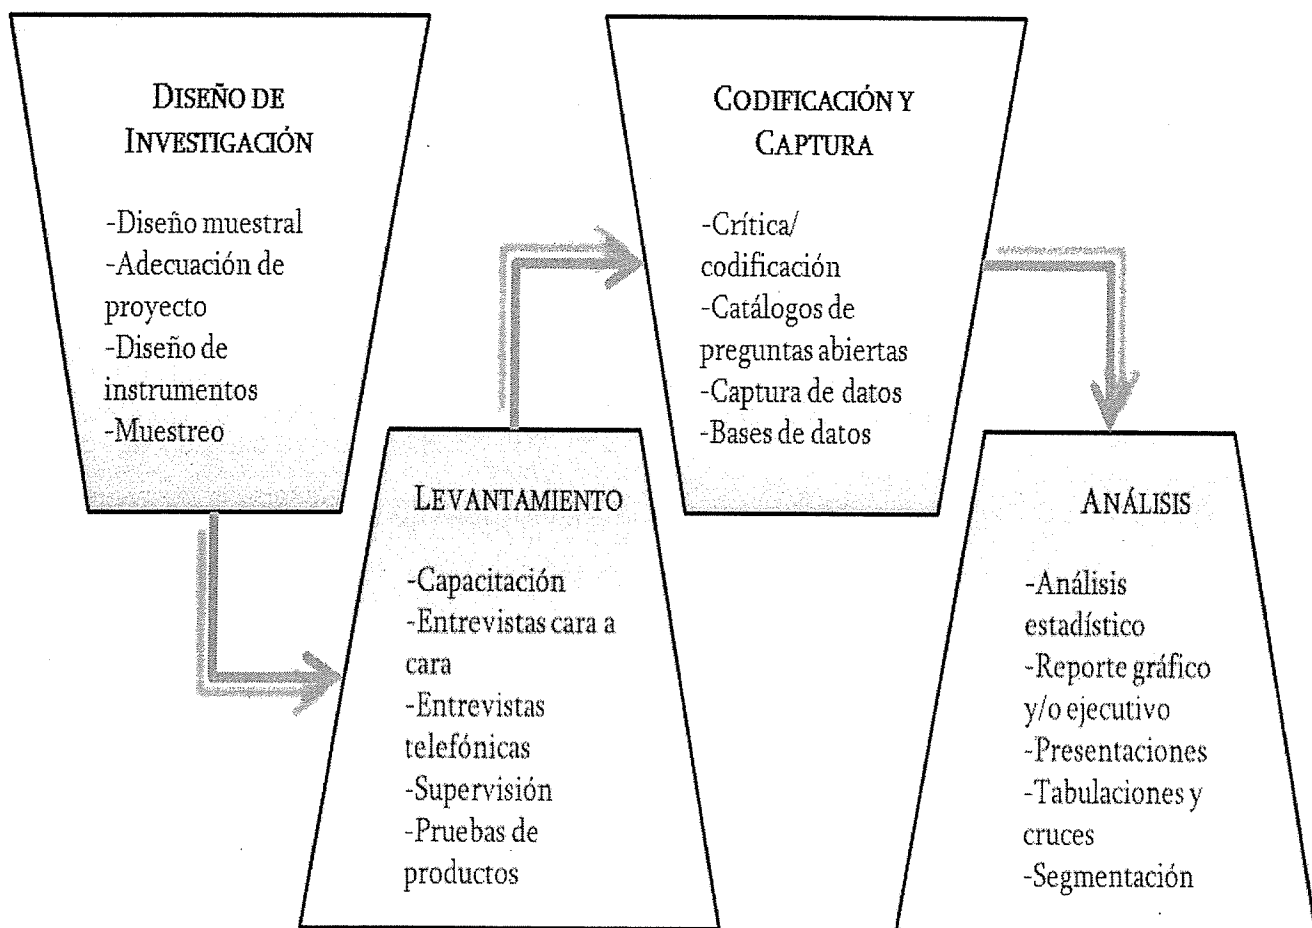 DISEÑO DE
INVESTIGACIÓN
-Diseño muestral
-Adecuación de
proyecto
-Diseño de
instrumentos
-Muestreo
LEVANTAMIENTO
-Capacitación
-Entrevistas cara a
cara
-Entrevistas
telefónicas
-Supervisión
-Pruebas de
productos
CODIFICACIÓN Y
CAPTURA
-Crítica/
codificación
-Catálogos de
preguntas abiertas
-Captura de datos
-Bases de datos
ANÁLISIS
-Análisis
estadístico
-Reporte gráfico
y/o ejecutivo
-Presentaciones
-Tabulaciones y
cruces
-Segmentación